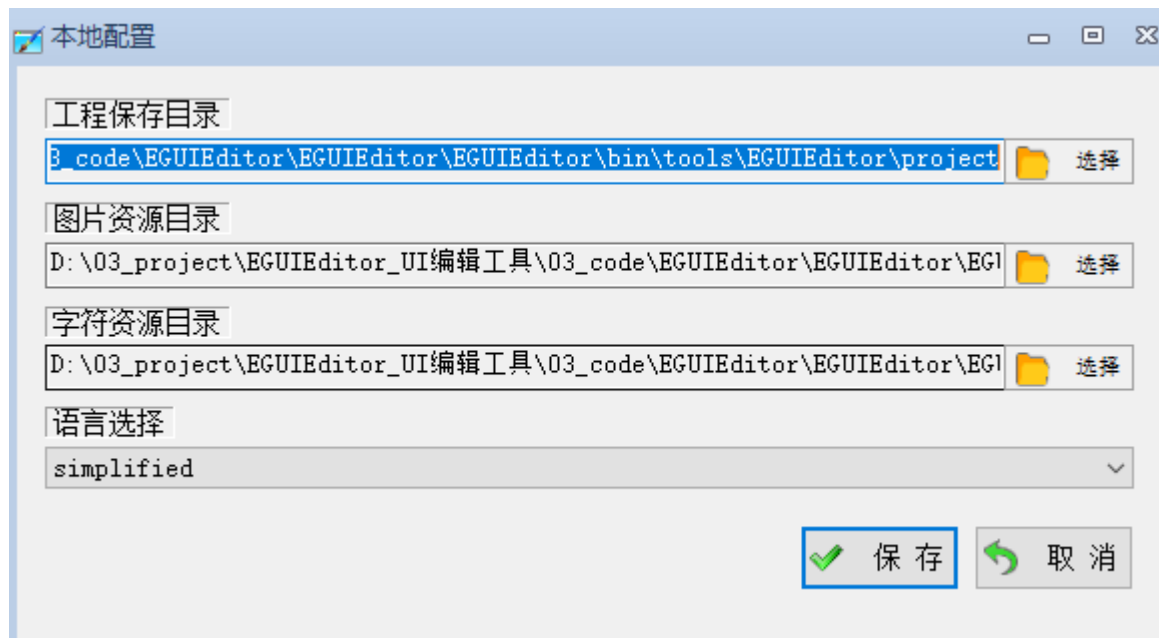 本地配置
工程保存目录
3_code\EGUIEditor\EGUIEditor\EGUIEditor\bin\tools\EGUIEditor\project
选择
图片资源目录
D:\03_project\EGUIEditor_UI编辑工具\03_code\EGUIEditor\EGUIEditor\EGU
选择
字符资源目录
D:\03_project\EGUIEditor_UI编辑工具\03_code\EGUIEditor\EGUIEditor\EGU
选择
语言选择
simplified
保 存
取 消